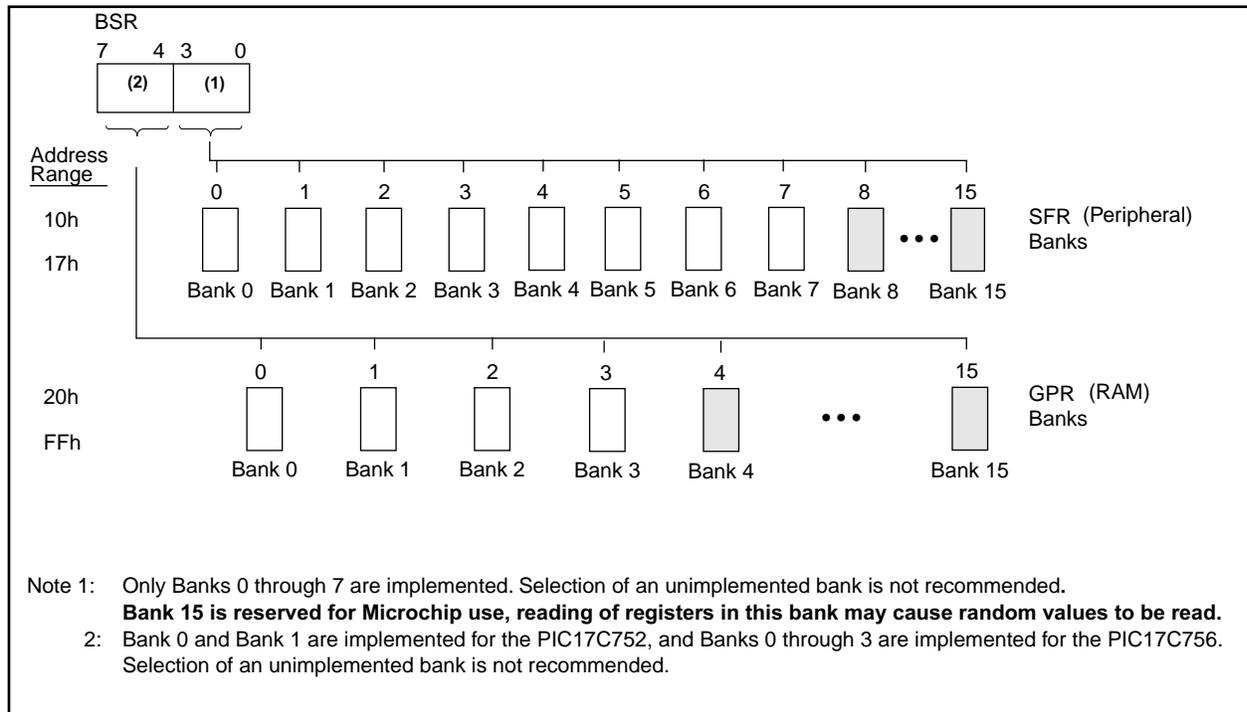 BSR
7 4 3 0
(2) (1)
Address
Range
0 1 2 3 4 5 6 7 8 15
10h
17h
SFR (Peripheral)
Banks
• • •
Bank 0 Bank 1 Bank 2 Bank 3 Bank 4 Bank 5 Bank 6 Bank 7 Bank 8 Bank 15
0 1 2 3 4 15
20h
FFh
GPR (RAM)
Banks
• • •
Bank 0 Bank 1 Bank 2 Bank 3 Bank 4 Bank 15
Note 1: Only Banks 0 through 7 are implemented. Selection of an unimplemented bank is not recommended.
Bank 15 is reserved for Microchip use, reading of registers in this bank may cause random values to be read.
2: Bank 0 and Bank 1 are implemented for the PIC17C752, and Banks 0 through 3 are implemented for the PIC17C756.
Selection of an unimplemented bank is not recommended.